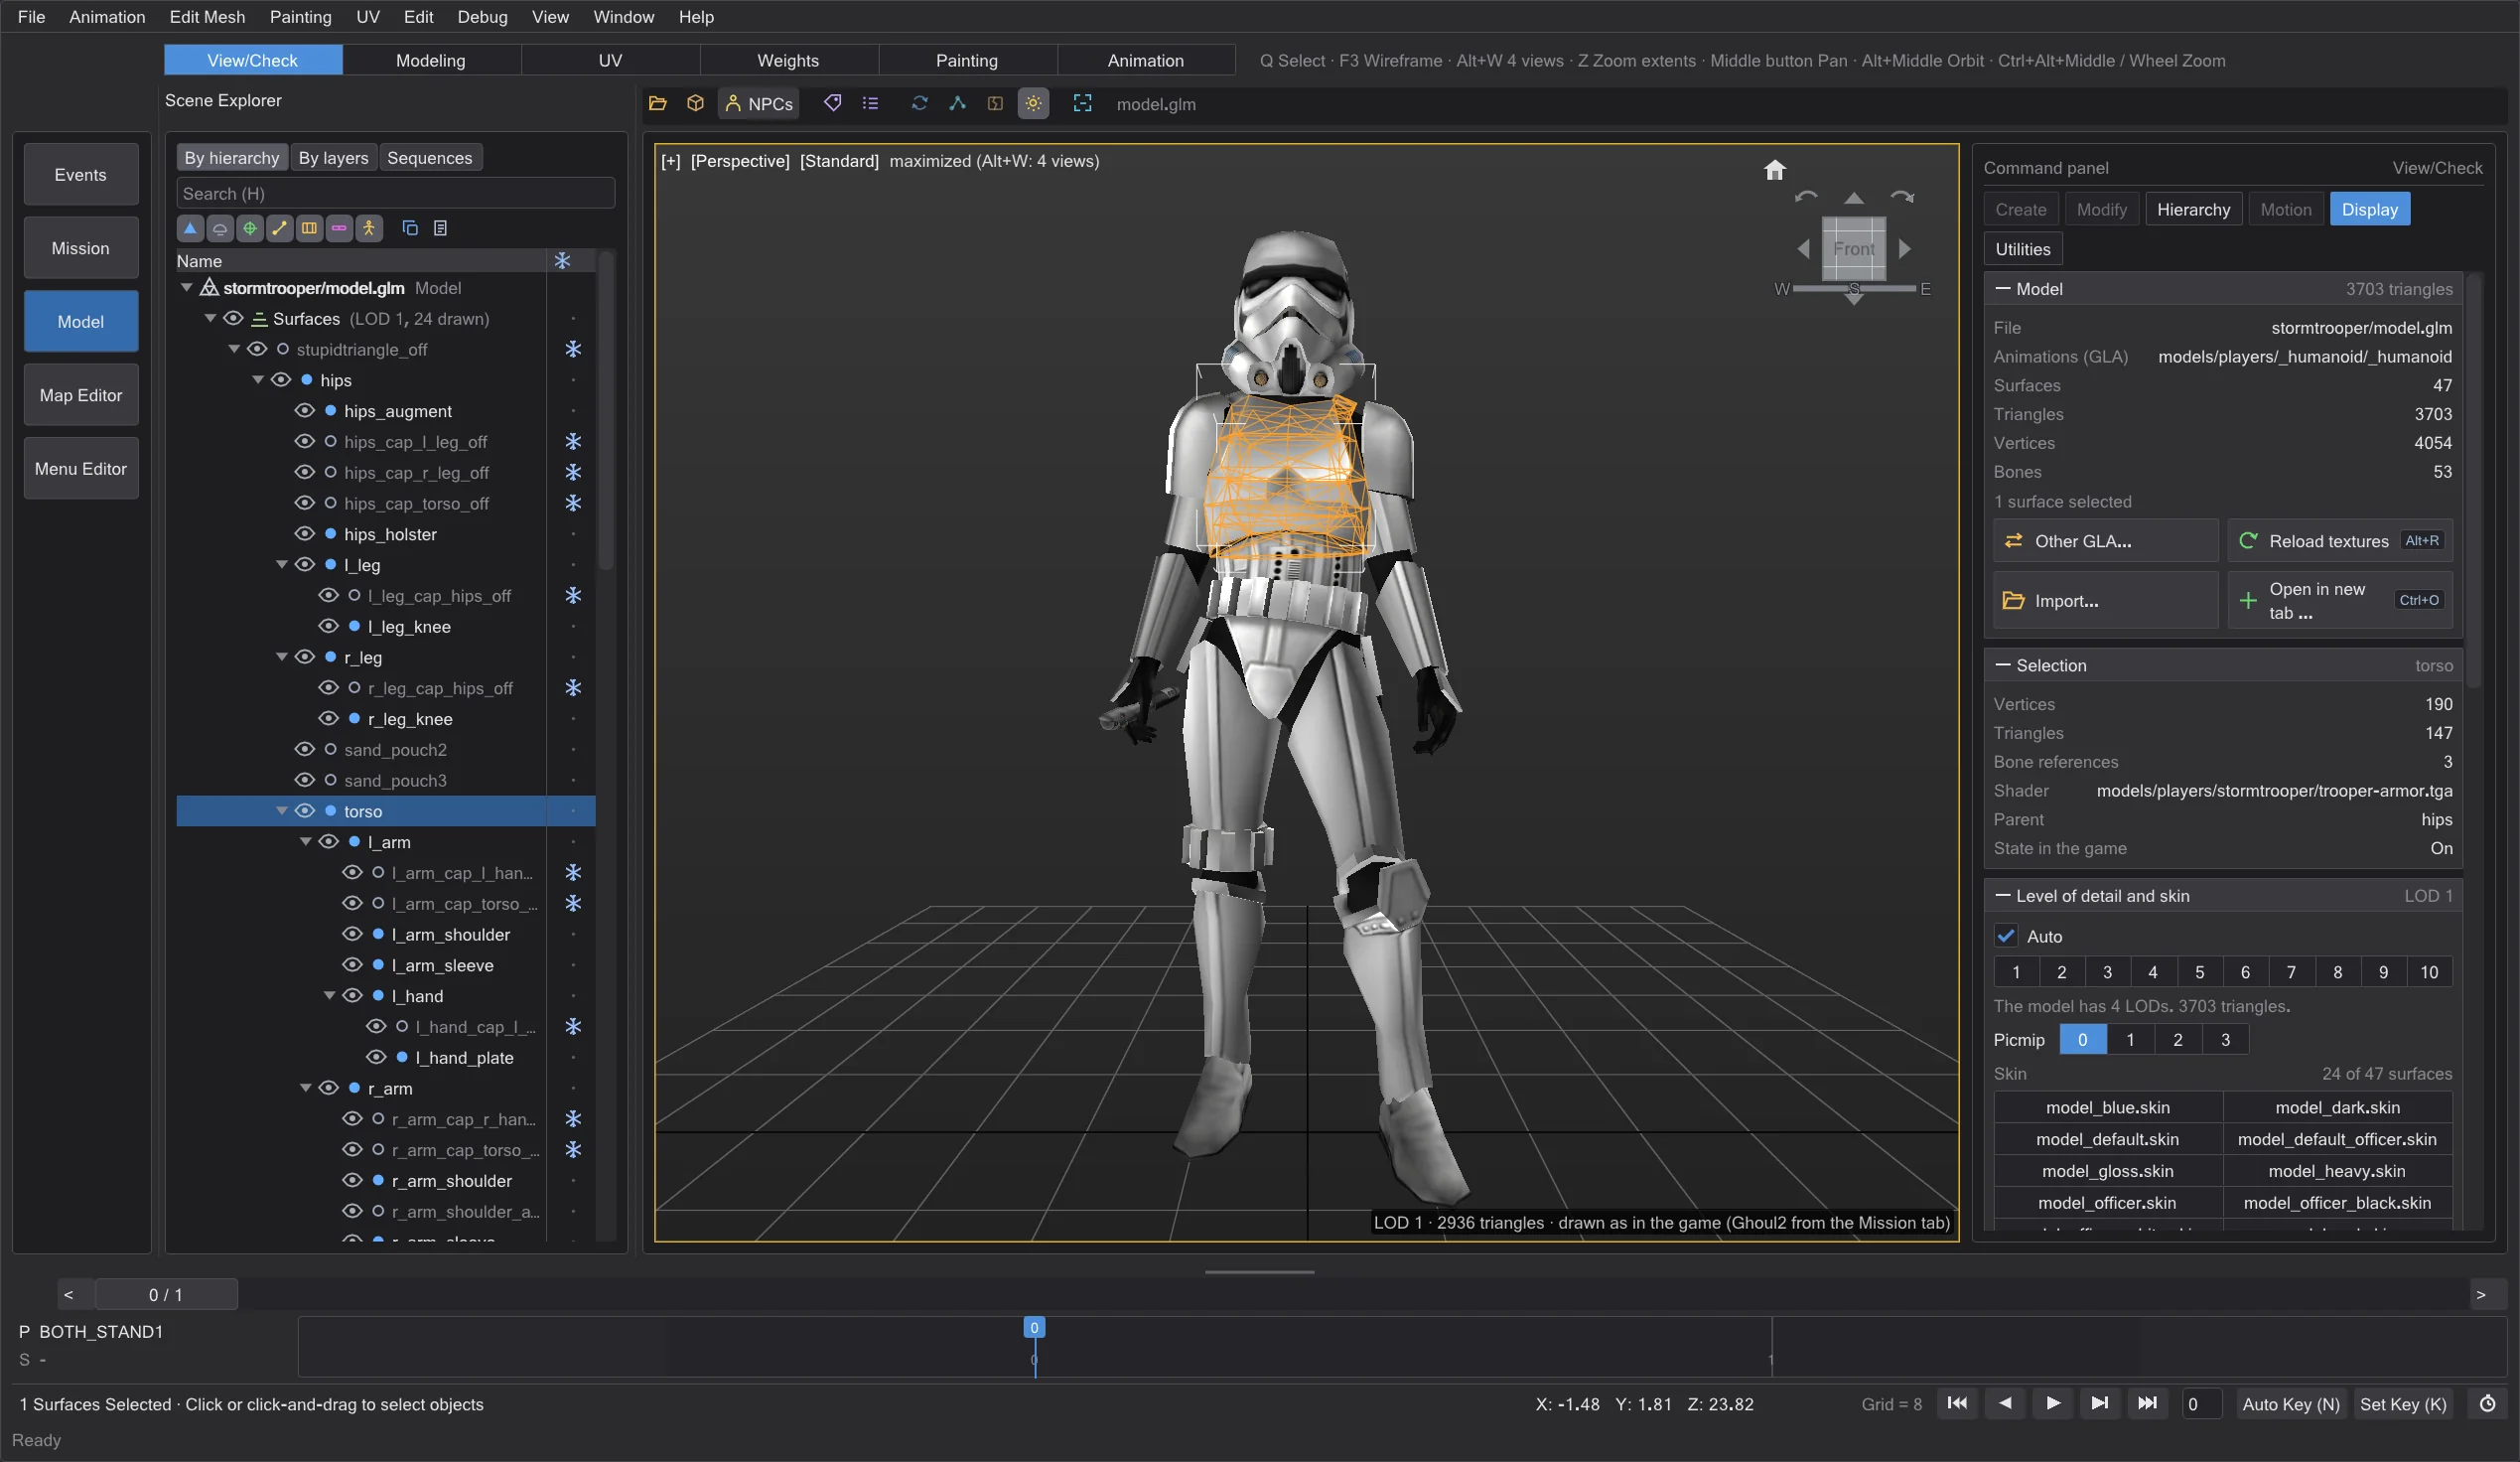 File Animation Edit Mesh Painting UV Edit Debug View Window Help
View/Check Modeling UV Weights Painting Animation
Q Select · F3 Wireframe · Alt+W 4 views · Z Zoom extents · Middle button Pan · Alt+Middle Orbit · Ctrl+Alt+Middle / Wheel Zoom
Scene Explorer
NPCs model.glm
Events
Mission
Model
Map Editor
Menu Editor
By hierarchy By layers Sequences
Search (H)
Name
stormtrooper/model.glm Model
Surfaces (LOD 1, 24 drawn)
stupidtriangle_off
hips
hips_augment
hips_cap_l_leg_off
hips_cap_r_leg_off
hips_cap_torso_off
hips_holster
l_leg
l_leg_cap_hips_off
l_leg_knee
r_leg
r_leg_cap_hips_off
r_leg_knee
sand_pouch2
sand_pouch3
torso
l_arm
l_arm_cap_l_han...
l_arm_cap_torso_...
l_arm_shoulder
l_arm_sleeve
l_hand
l_hand_cap_l_...
l_hand_plate
r_arm
r_arm_cap_r_han...
r_arm_cap_torso_...
r_arm_shoulder
r_arm_shoulder_a...
[+] [Perspective] [Standard] maximized (Alt+W: 4 views)
Front
W S E
LOD 1 · 2936 triangles · drawn as in the game (Ghoul2 from the Mission tab)
Command panel View/Check
Create Modify Hierarchy Motion Display
Utilities
Model 3703 triangles
File stormtrooper/model.glm
Animations (GLA) models/players/_humanoid/_humanoid
Surfaces 47
Triangles 3703
Vertices 4054
Bones 53
1 surface selected
Other GLA... Reload textures Alt+R
Import... Open in new tab ... Ctrl+O
Selection torso
Vertices 190
Triangles 147
Bone references 3
Shader models/players/stormtrooper/trooper-armor.tga
Parent hips
State in the game On
Level of detail and skin LOD 1
Auto
1 2 3 4 5 6 7 8 9 10
The model has 4 LODs. 3703 triangles.
Picmip 0 1 2 3
Skin 24 of 47 surfaces
model_blue.skin model_dark.skin
model_default.skin model_default_officer.skin
model_gloss.skin model_heavy.skin
model_officer.skin model_officer_black.skin
< 0 / 1 >
P BOTH_STAND1
S -
0
0 1
1 Surfaces Selected · Click or click-and-drag to select objects
X: -1.48 Y: 1.81 Z: 23.82
Grid = 8 0 Auto Key (N) Set Key (K)
Ready